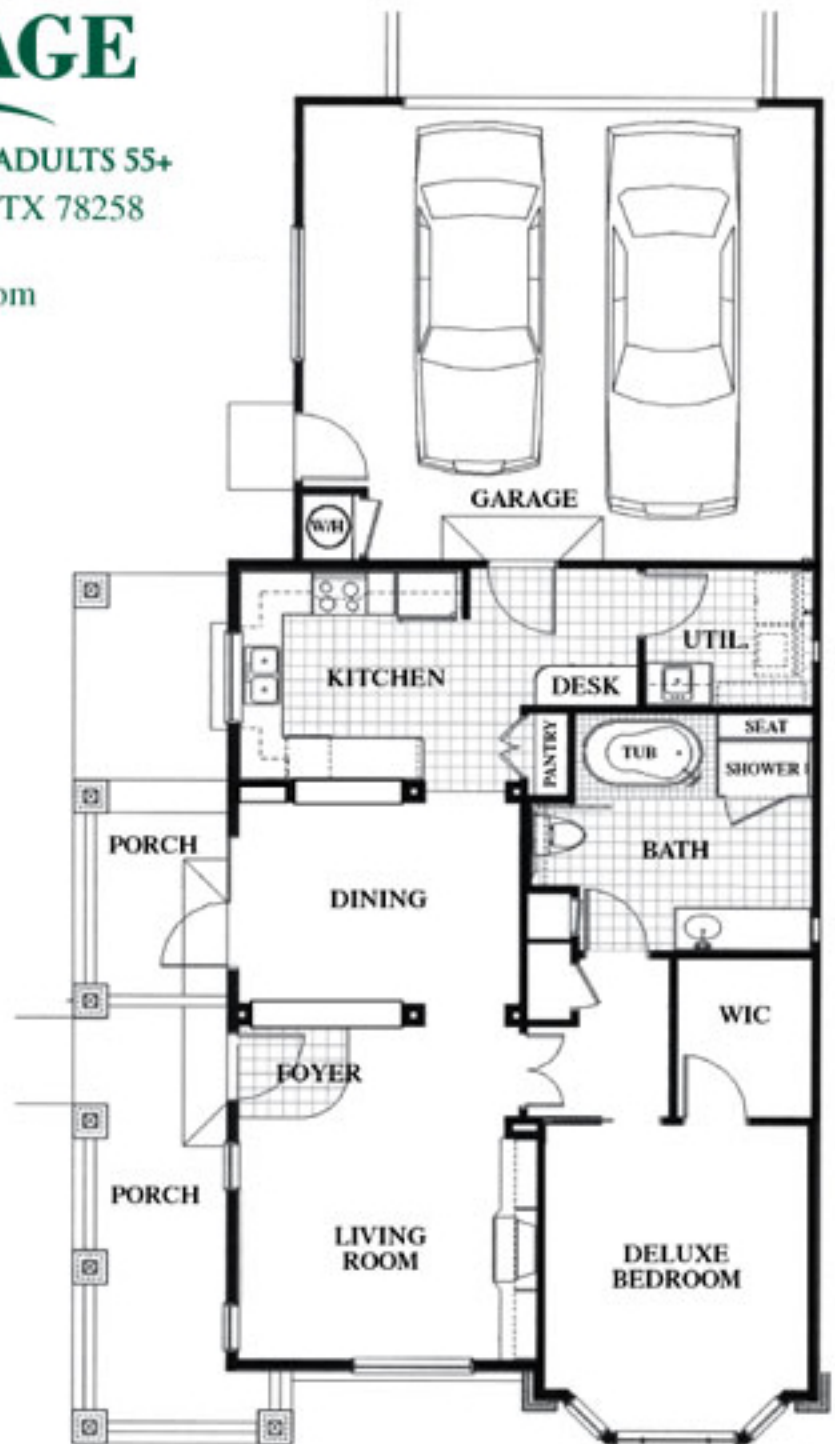 AGE
ADULTS 55+
TX 78258
om
GARAGE
W/H
UTIL.
KITCHEN
DESK
PANTRY
TUB
SEAT
SHOWER
PORCH
BATH
DINING
WIC
FOYER
PORCH
LIVING
ROOM
DELUXE
BEDROOM